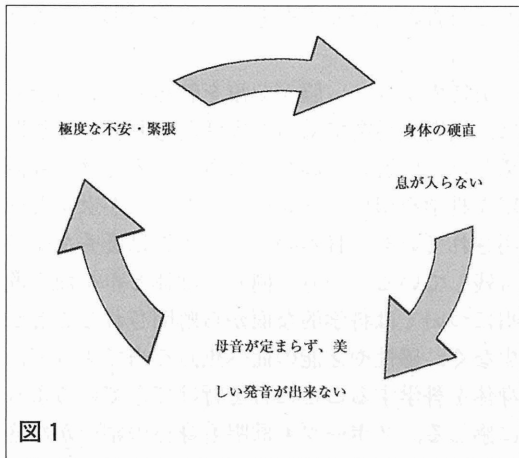 極度な不安・緊張
身体の硬直
息が入らない
母音が定まらず、美
しい発音が出来ない
図1